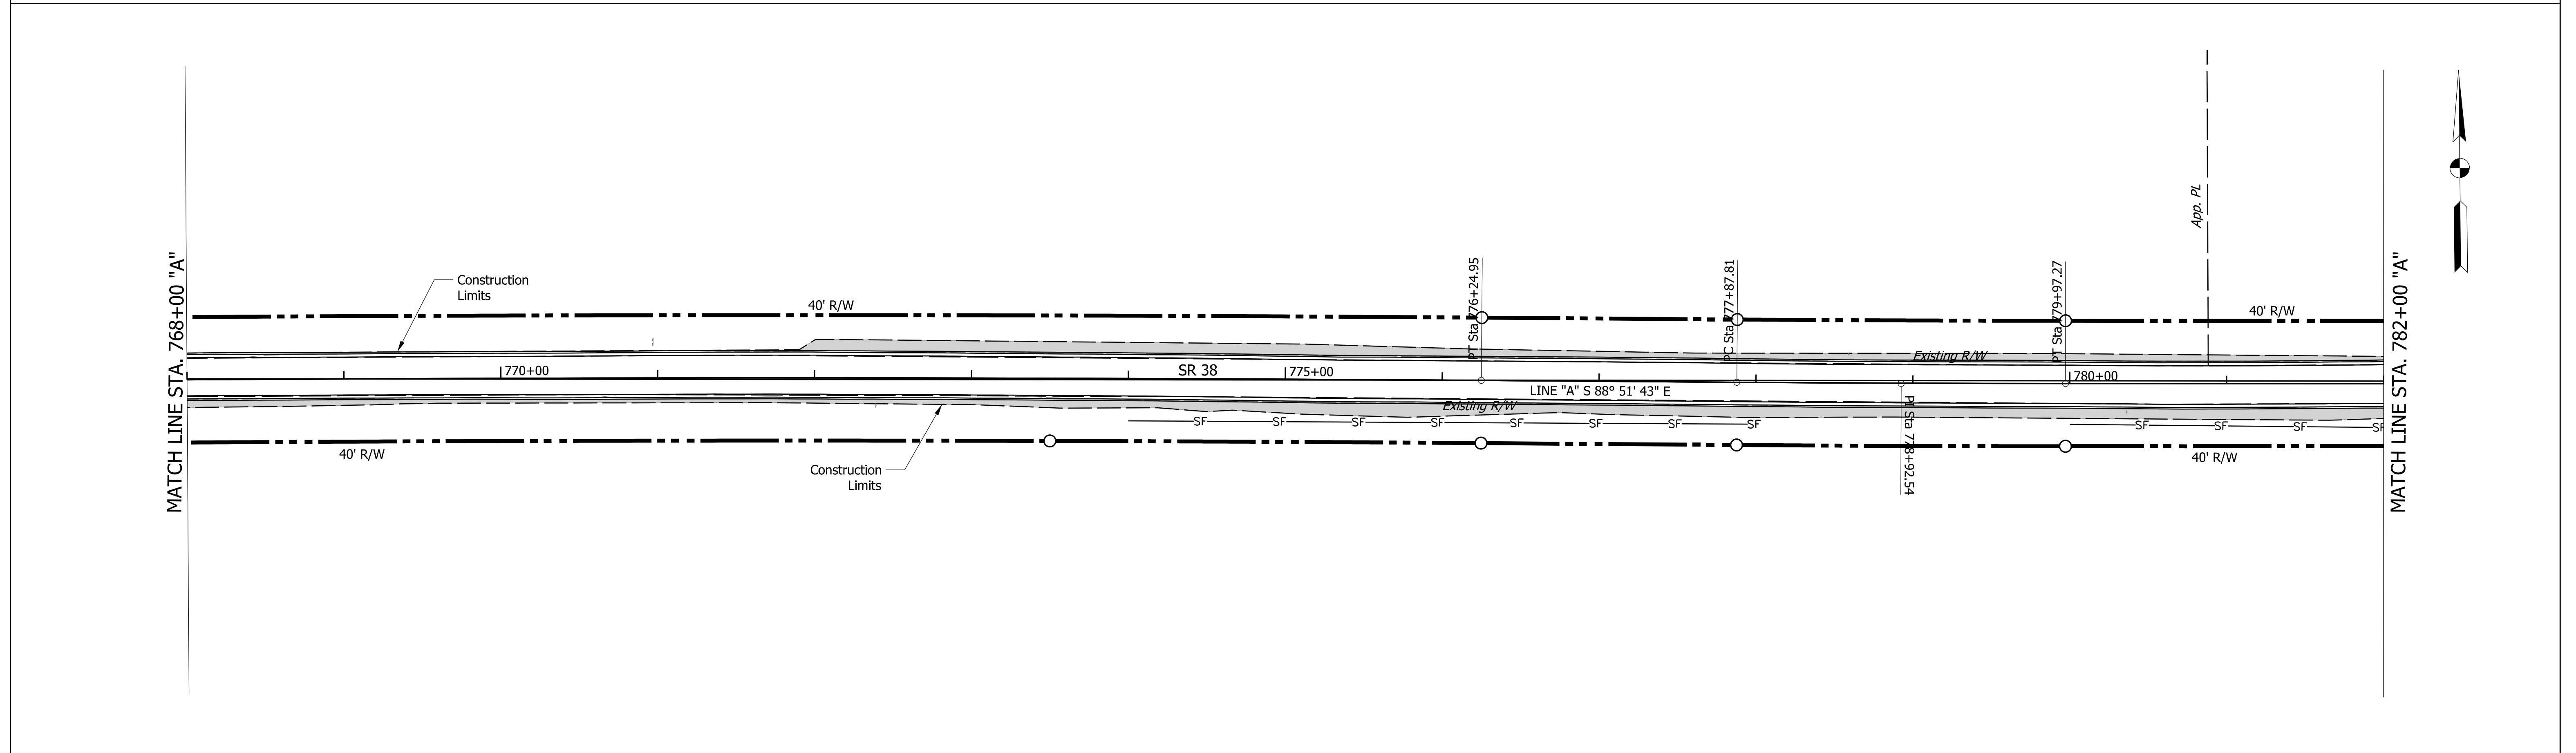 MATCH LINE STA. 768+00 "A"
Construction
Limits
40' R/W
PT Sta 776+24.95
PC Sta 777+87.81
PT Sta 779+97.27
App. PL
40' R/W
Existing R/W
770+00
SR 38
775+00
780+00
LINE "A" S 88° 51' 43" E
Existing R/W
SF SF SF SF SF SF SF SF
SF SF SF SF
PI Sta 778+92.54
40' R/W
Construction
Limits
40' R/W
MATCH LINE STA. 782+00 "A"